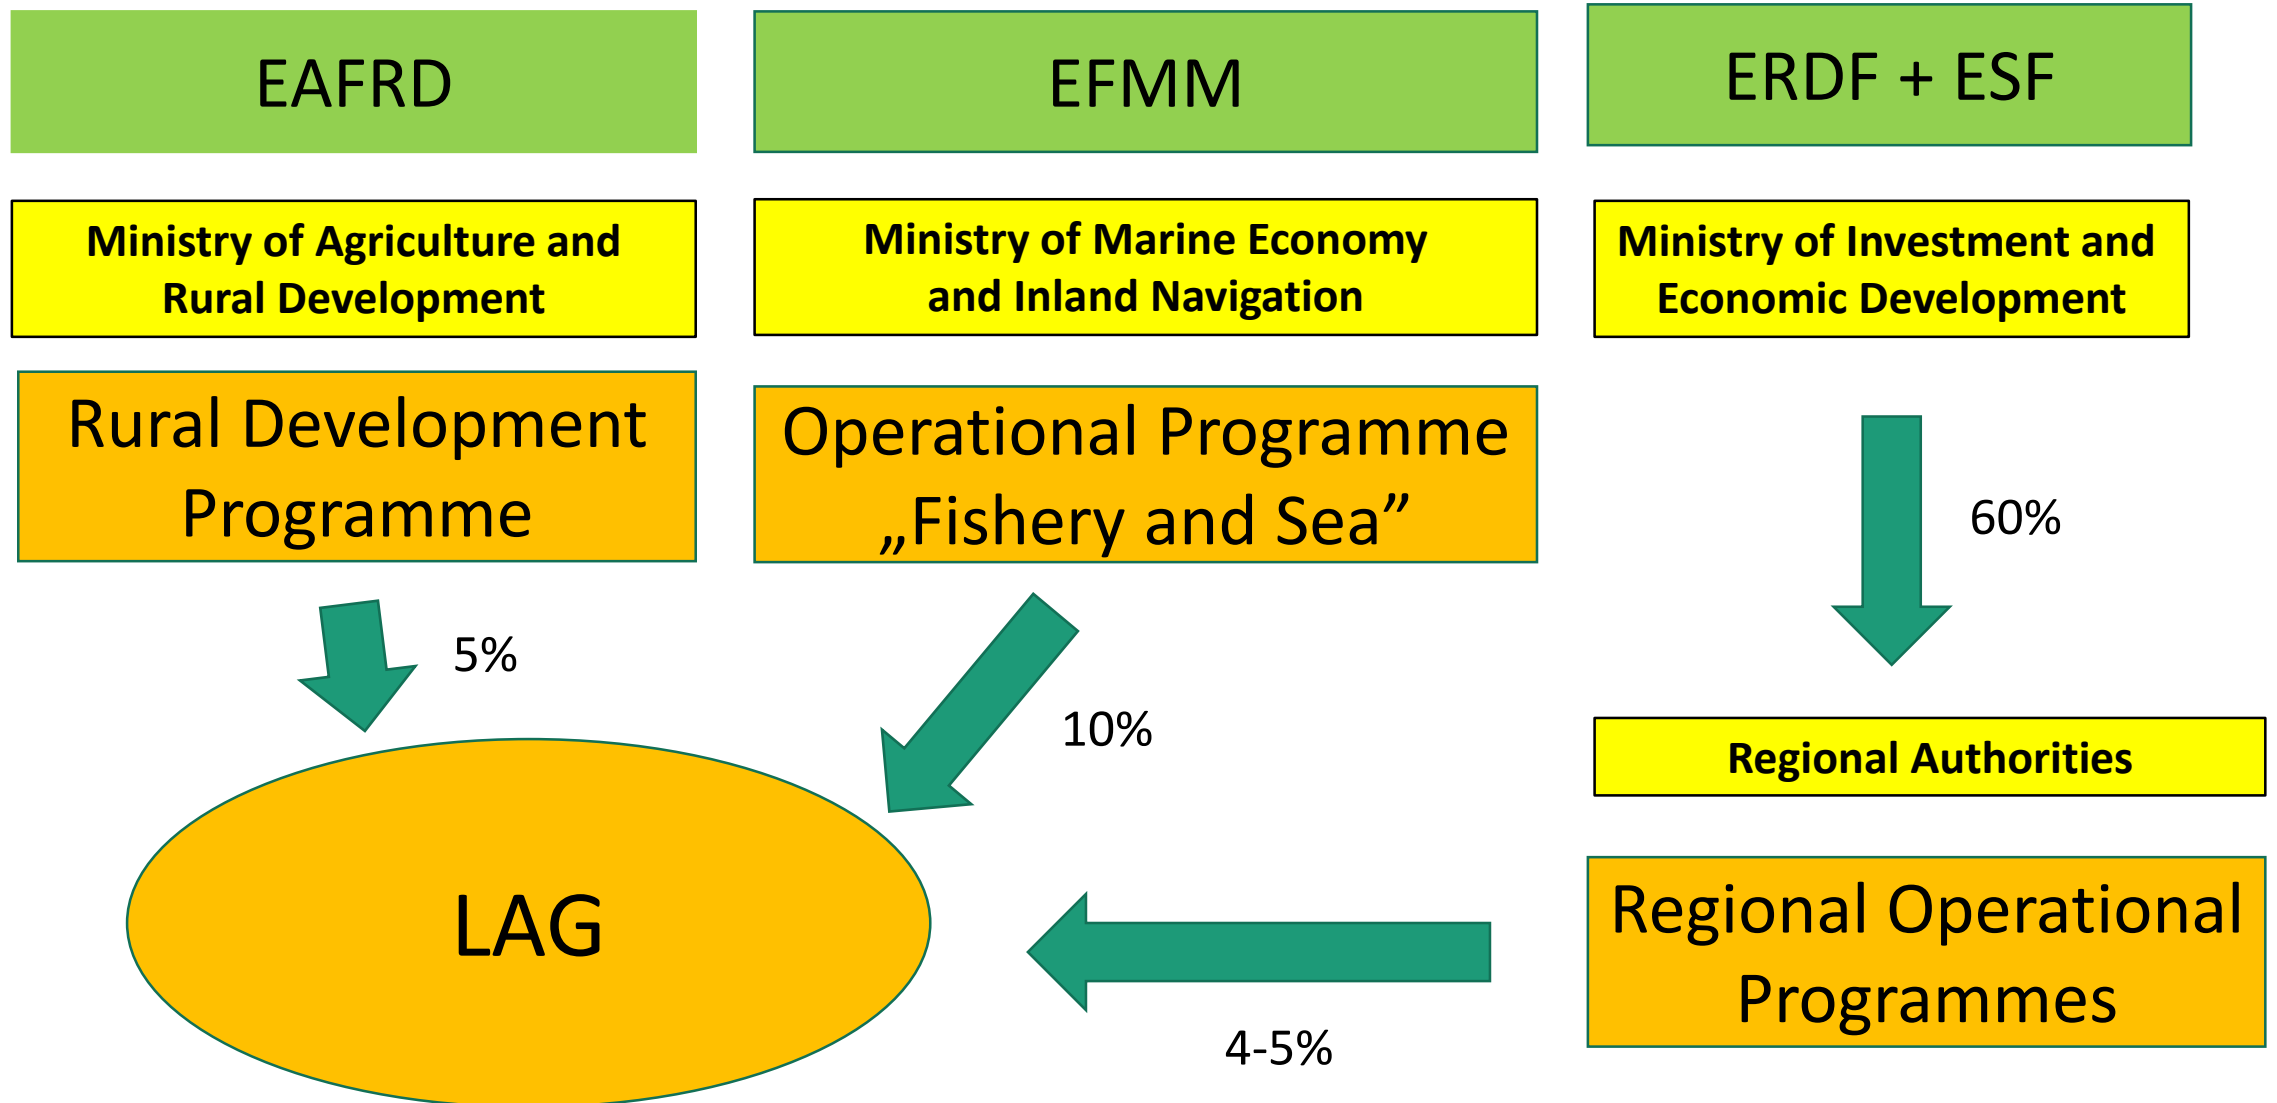 EAFRD
EFMM
ERDF + ESF
Ministry of Agriculture and
Rural Development
Ministry of Marine Economy
and Inland Navigation
Ministry of Investment and
Economic Development
Rural Development
Programme
Operational Programme
„Fishery and Sea”
60%
5%
10%
Regional Authorities
LAG
Regional Operational
Programmes
4-5%